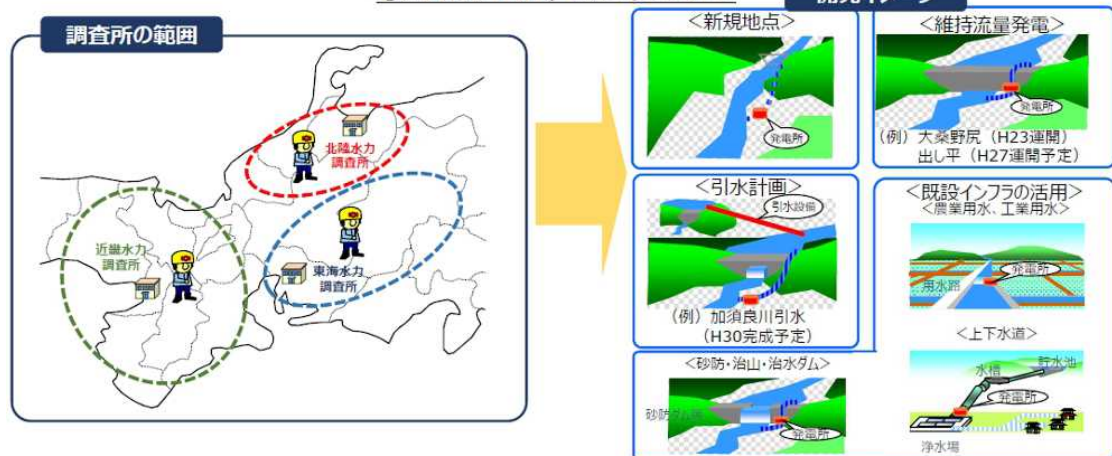 調査所の範囲
北陸水力
調査所
近畿水力
調査所
東海水力
調査所
<新規地点>
発電所
<維持流量発電>
発電所
(例)大桑野尻(H23運開)
出し平(H27運開予定)
<引水計画>
引水設備
(例)加須良川引水
(H30完成予定)
<既設インフラの活用>
<農業用水、工業用水>
発電所
用水路
<上下水道>
水槽
貯水池
発電所
浄水場
<砂防・治山・治水ダム>
砂防ダム
発電所